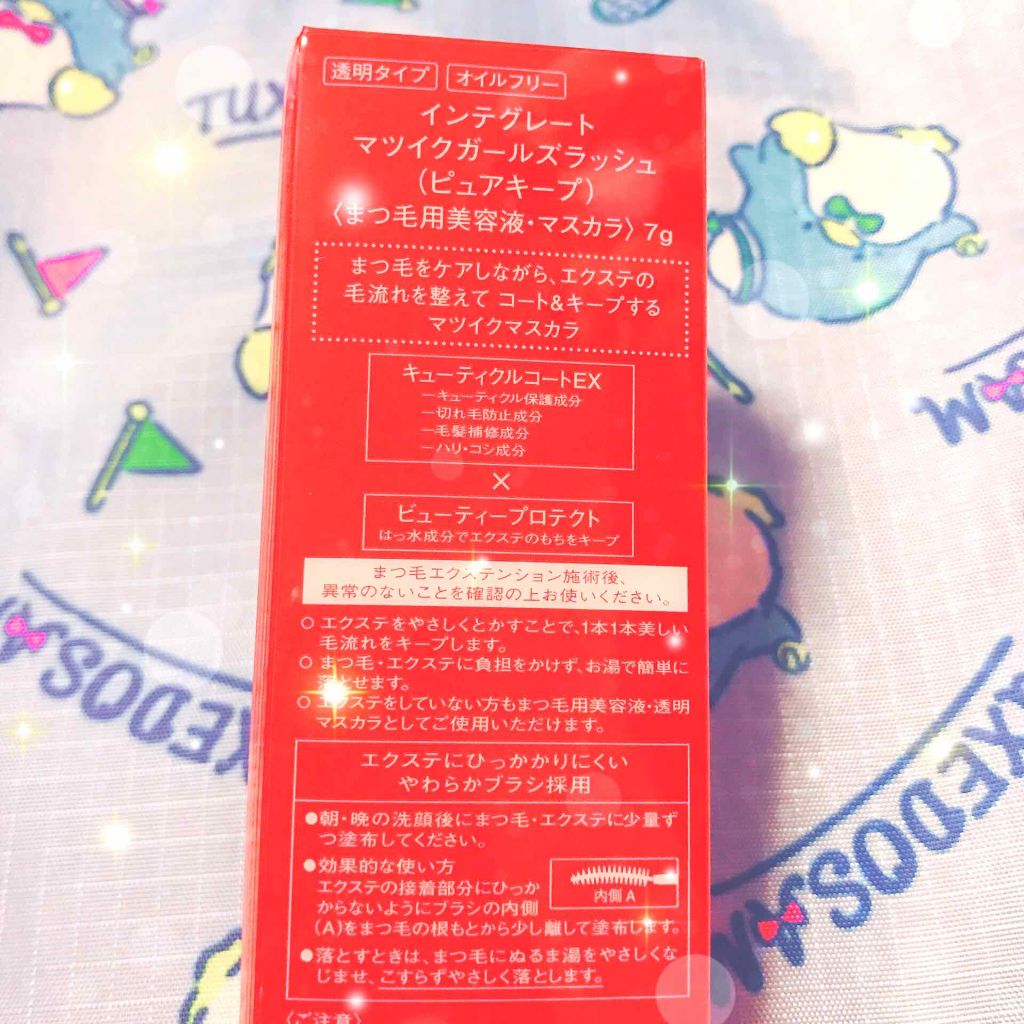 透明タイプ オイルフリー
インテグレート
マツイクガールズラッシュ
(ピュアキープ)
〈まつ毛用美容液・マスカラ〉 7g
まつ毛をケアしながら、エクステの
毛流れを整えて コート&キープする
マツイクマスカラ
キューティクルコートEX
―キューティクル保護成分
―切れ毛防止成分
―毛髪補修成分
―ハリ・コシ成分
×
ビューティープロテクト
はっ水成分でエクステのもちをキープ
まつ毛エクステンション施術後、
異常のないことを確認の上お使いください。
○ エクステをやさしくとかすことで、1本1本美しい
毛流れをキープします。
○ まつ毛・エクステに負担をかけず、お湯で簡単に
落とせます。
○ エクステをしていない方もまつ毛用美容液・透明
マスカラとしてご使用いただけます。
エクステにひっかかりにくい
やわらかブラシ採用
●朝・晩の洗顔後にまつ毛・エクステに少量ず
つ塗布してください。
●効果的な使い方
エクステの接着部分にひっか
からないようにブラシの内側
(A)をまつ毛の根もとから少し離して塗布します。
内側 A
●落とすときは、まつ毛にぬるま湯をやさしくな
じませ、こすらずやさしく落とします。
〈ご注意〉
TUX
AM
XEDOSAM
UXEDOSAM